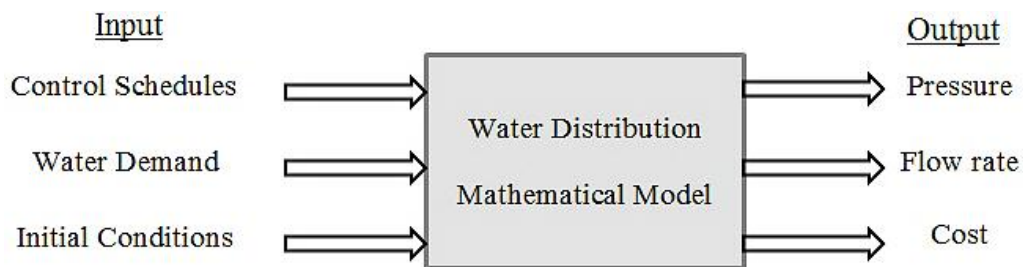 Input
Output
Control Schedules
Pressure
Water Distribution
Mathematical Model
Water Demand
Flow rate
Initial Conditions
Cost